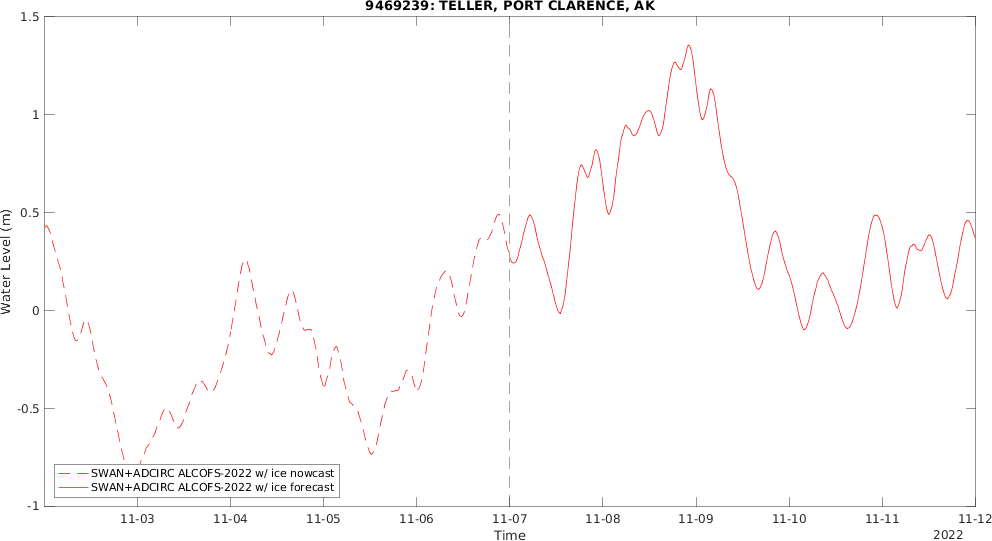 9469239: TELLER, PORT CLARENCE, AK
1.5
1
0.5
0
-0.5
-1
Water Level (m)
SWAN+ADCIRC ALCOFS-2022 w/ ice nowcast
SWAN+ADCIRC ALCOFS-2022 w/ ice forecast
11-03 11-04 11-05 11-06 11-07 11-08 11-09 11-10 11-11 11-12
Time
2022